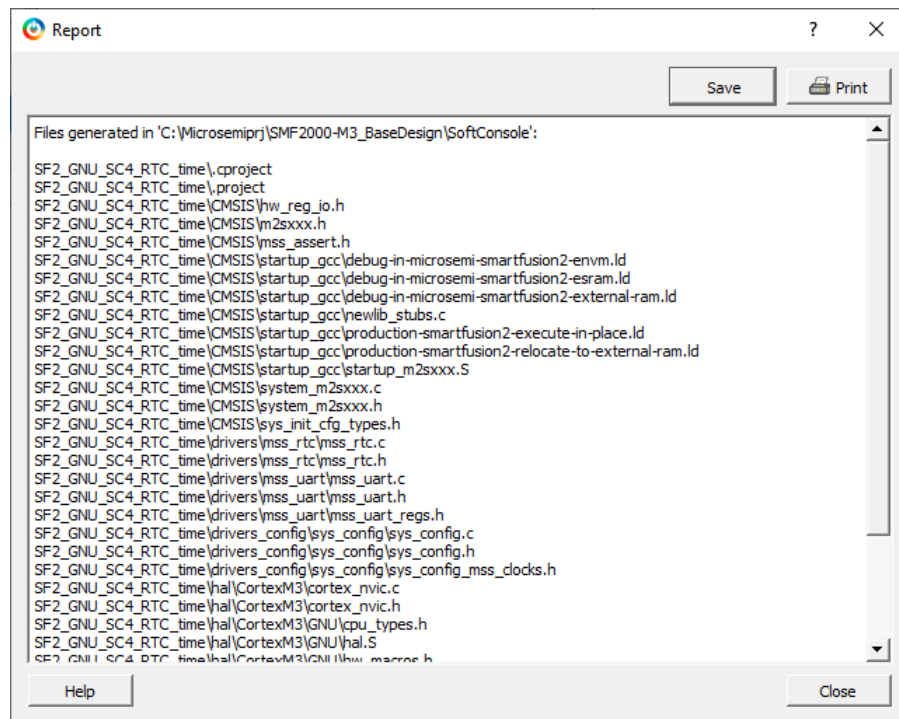 Report
?
Save
Print
Files generated in 'C:\Microsemiprj\SMF2000-M3_BaseDesign\SoftConsole':
SF2_GNU_SC4_RTC_time\.cproject
SF2_GNU_SC4_RTC_time\.project
SF2_GNU_SC4_RTC_time\CMSIS\hw_reg_io.h
SF2_GNU_SC4_RTC_time\CMSIS\m2sxxx.h
SF2_GNU_SC4_RTC_time\CMSIS\mss_assert.h
SF2_GNU_SC4_RTC_time\CMSIS\startup_gcc\debug-in-microsemi-smartfusion2-envm.ld
SF2_GNU_SC4_RTC_time\CMSIS\startup_gcc\debug-in-microsemi-smartfusion2-esram.ld
SF2_GNU_SC4_RTC_time\CMSIS\startup_gcc\debug-in-microsemi-smartfusion2-external-ram.ld
SF2_GNU_SC4_RTC_time\CMSIS\startup_gcc\newlib_stubs.c
SF2_GNU_SC4_RTC_time\CMSIS\startup_gcc\production-smartfusion2-execute-in-place.ld
SF2_GNU_SC4_RTC_time\CMSIS\startup_gcc\production-smartfusion2-relocate-to-external-ram.ld
SF2_GNU_SC4_RTC_time\CMSIS\startup_gcc\startup_m2sxxx.S
SF2_GNU_SC4_RTC_time\CMSIS\system_m2sxxx.c
SF2_GNU_SC4_RTC_time\CMSIS\system_m2sxxx.h
SF2_GNU_SC4_RTC_time\CMSIS\sys_init_cfg_types.h
SF2_GNU_SC4_RTC_time\drivers\mss_rtc\mss_rtc.c
SF2_GNU_SC4_RTC_time\drivers\mss_rtc\mss_rtc.h
SF2_GNU_SC4_RTC_time\drivers\mss_uart\mss_uart.c
SF2_GNU_SC4_RTC_time\drivers\mss_uart\mss_uart.h
SF2_GNU_SC4_RTC_time\drivers\mss_uart\mss_uart_regs.h
SF2_GNU_SC4_RTC_time\drivers_config\sys_config\sys_config.c
SF2_GNU_SC4_RTC_time\drivers_config\sys_config\sys_config.h
SF2_GNU_SC4_RTC_time\drivers_config\sys_config\sys_config_mss_clocks.h
SF2_GNU_SC4_RTC_time\hal\CortexM3\cortex_nvic.c
SF2_GNU_SC4_RTC_time\hal\CortexM3\cortex_nvic.h
SF2_GNU_SC4_RTC_time\hal\CortexM3\GNU\cpu_types.h
SF2_GNU_SC4_RTC_time\hal\CortexM3\GNU\hal.S
SF2_GNU_SC4_RTC_time\hal\CortexM3\GNU\hw_macros.h
Help
Close